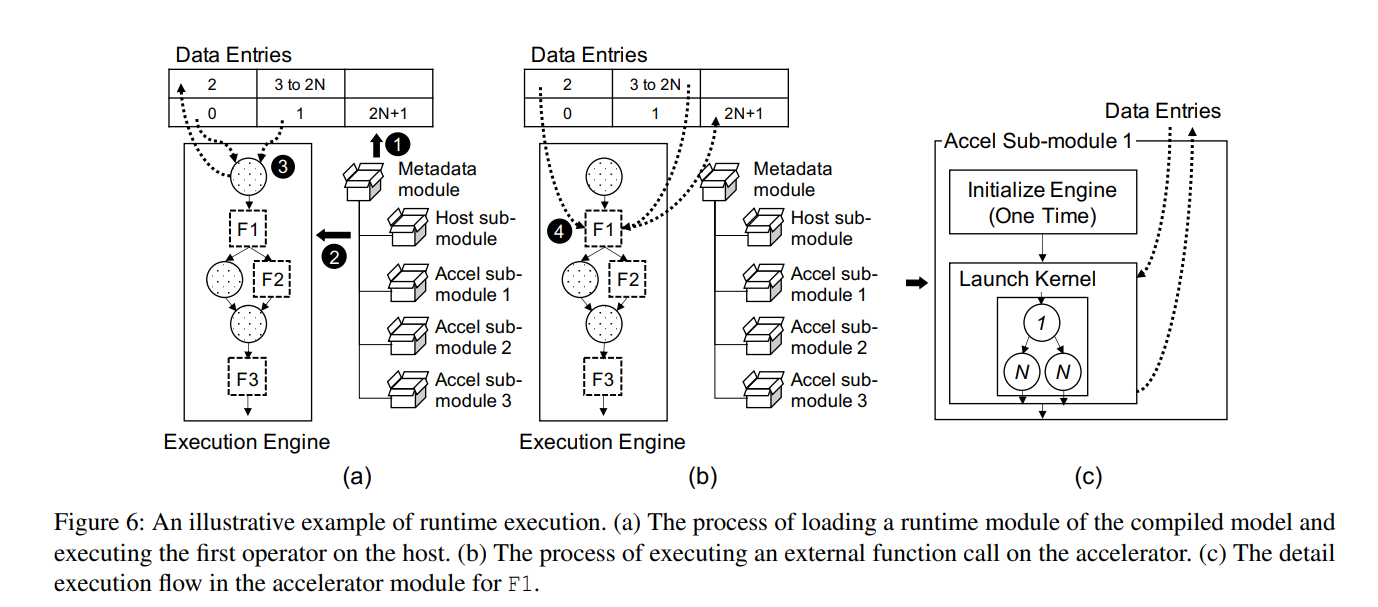 Data Entries
2 3 to 2N
0 1 2N+1
1
Metadata
module
3
F1
Host sub-
module
2
F2
Accel sub-
module 1
Accel sub-
module 2
F3
Accel sub-
module 3
Execution Engine
(a)
Data Entries
2 3 to 2N
0 1 2N+1
Metadata
module
4
F1
Host sub-
module
F2
Accel sub-
module 1
Accel sub-
module 2
F3
Accel sub-
module 3
Execution Engine
(b)
Data Entries
Accel Sub-module 1
Initialize Engine
(One Time)
Launch Kernel
1
N N
(c)
Figure 6: An illustrative example of runtime execution. (a) The process of loading a runtime module of the compiled model and
executing the first operator on the host. (b) The process of executing an external function call on the accelerator. (c) The detail
execution flow in the accelerator module for F1.